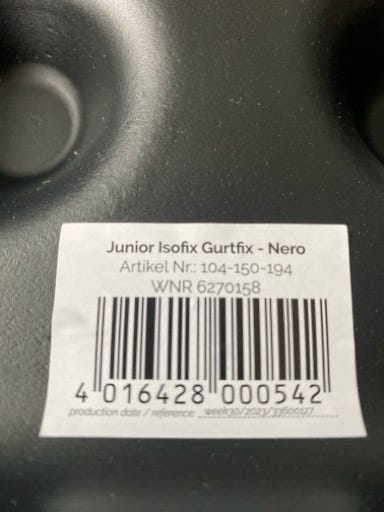 Junior Isofix Gurtfix - Nero
Artikel Nr.: 104-150-194
WNR 6270158
4 016428 000542
production date / reference: week30/2023/33600127